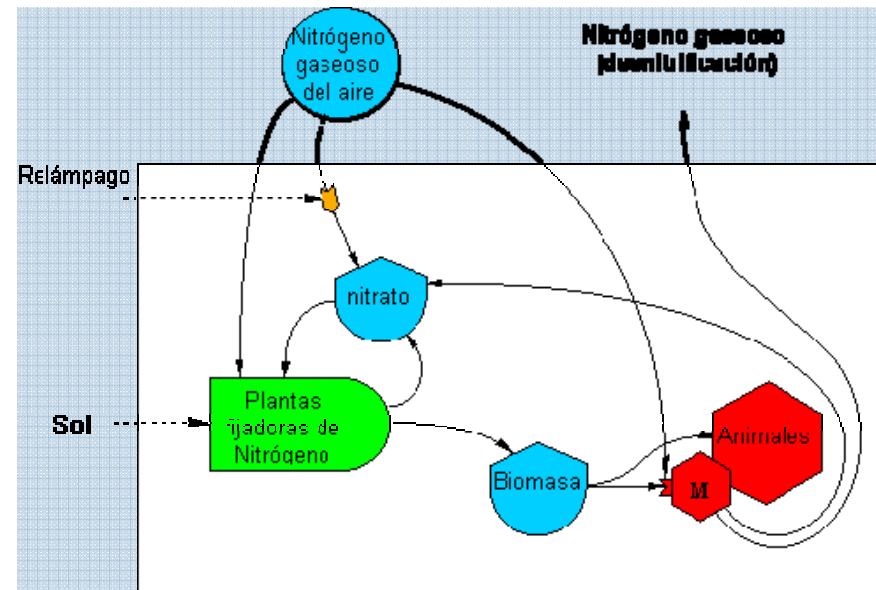 Nitrógeno
gaseoso
del aire
Nitrógeno gaseoso
Relámpago
nitrato
Sol
Plantas
fijadoras de
Nitrógeno
Biomasa
Animales
M